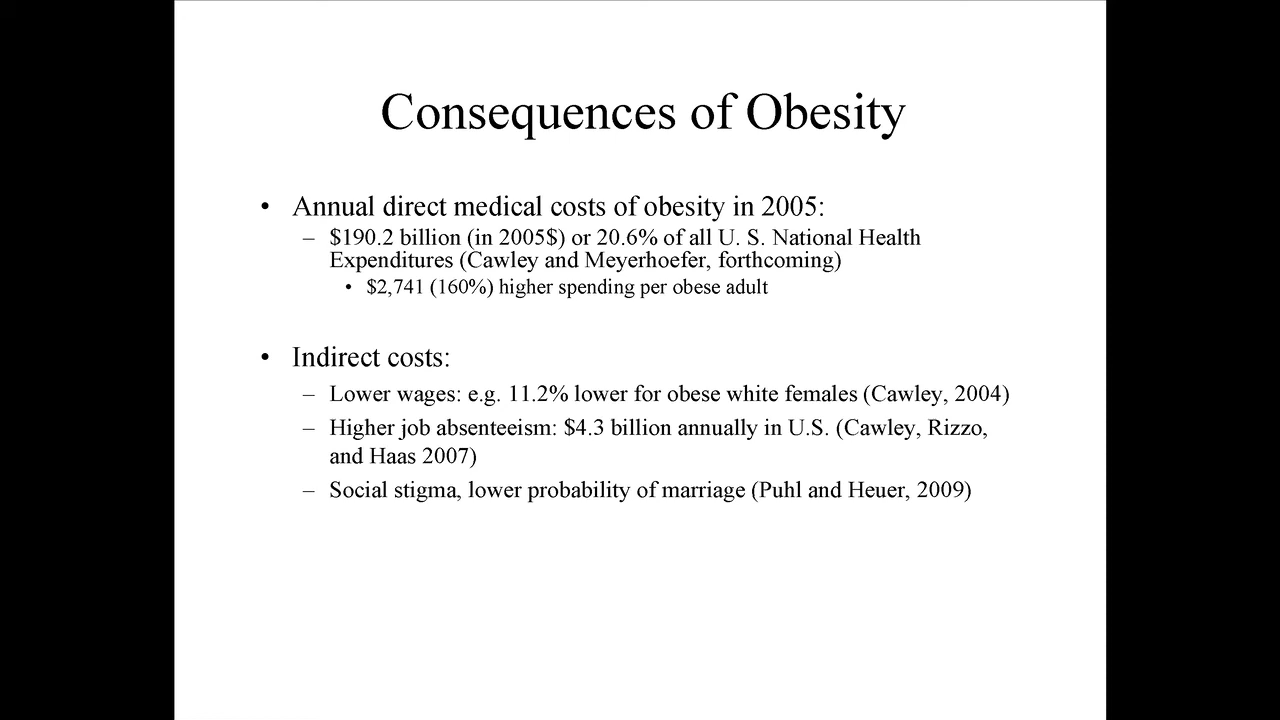 Consequences of Obesity
• Annual direct medical costs of obesity in 2005:
– $190.2 billion (in 2005$) or 20.6% of all U. S. National Health
Expenditures (Cawley and Meyerhoefer, forthcoming)
• $2,741 (160%) higher spending per obese adult
• Indirect costs:
– Lower wages: e.g. 11.2% lower for obese white females (Cawley, 2004)
– Higher job absenteeism: $4.3 billion annually in U.S. (Cawley, Rizzo,
and Haas 2007)
– Social stigma, lower probability of marriage (Puhl and Heuer, 2009)